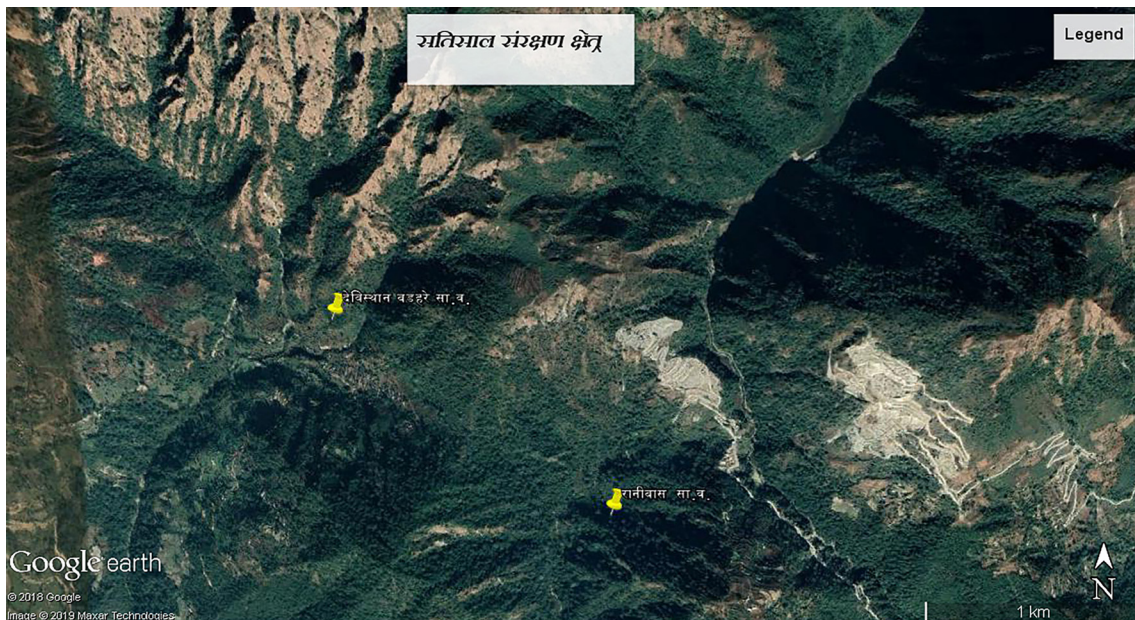 सतिसाल संरक्षण क्षेत्र
Legend
देविस्थान बडहरे सा.व.
रानीवास सा.व.
Google earth
© 2018 Google
Image © 2019 Maxar Technologies
1 km
N